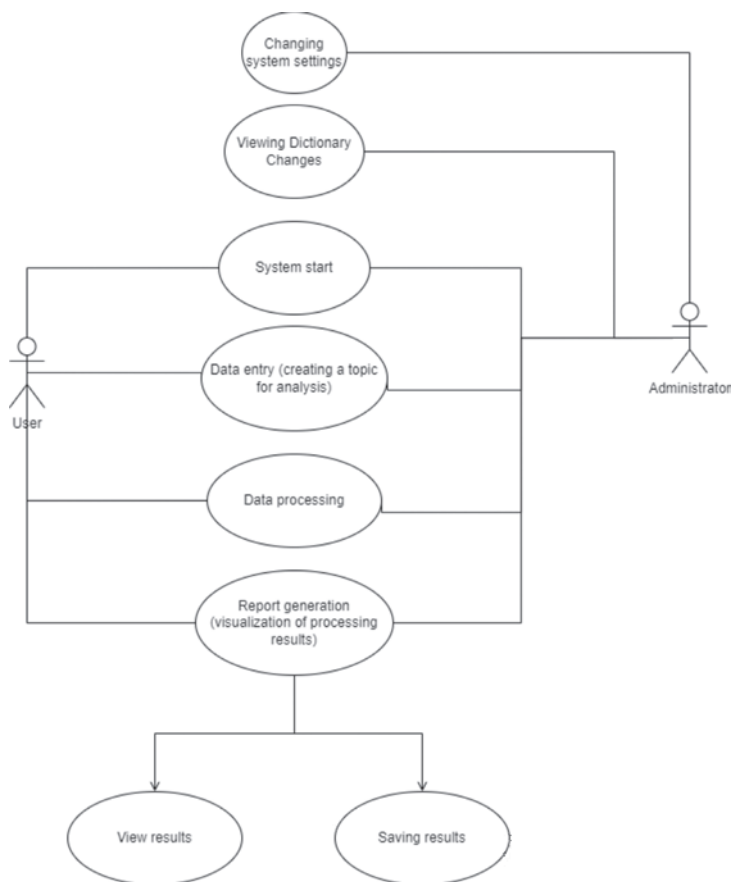 Changing
system settings
Viewing Dictionary
Changes
System start
Data entry (creating a topic
for analysis)
User
Administrator
Data processing
Report generation
(visualization of processing
results)
View results
Saving results